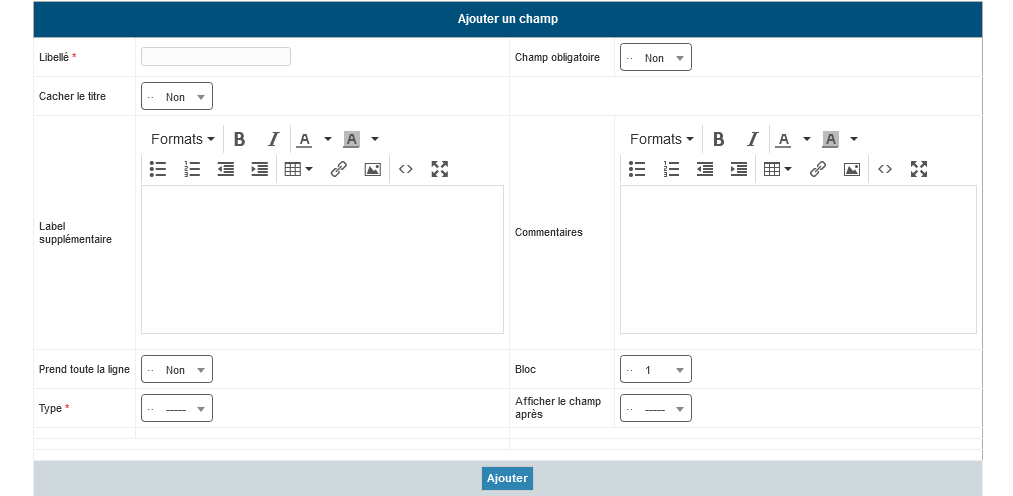 Ajouter un champ
Libellé *
Champ obligatoire
·· Non
Cacher le titre
·· Non
Formats
B I A A
Formats
B I A A
Label
supplémentaire
Commentaires
Prend toute la ligne
·· Non
Bloc
·· 1
Type *
·· -----
Afficher le champ
après
·· -----
Ajouter